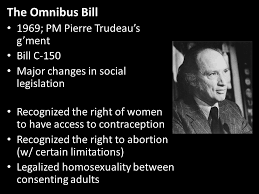 The Omnibus Bill
• 1969; PM Pierre Trudeau's
g'ment
• Bill C-150
• Major changes in social
legislation
• Recognized the right of women
to have access to contraception
• Recognized the right to abortion
(w/ certain limitations)
• Legalized homosexuality between
consenting adults